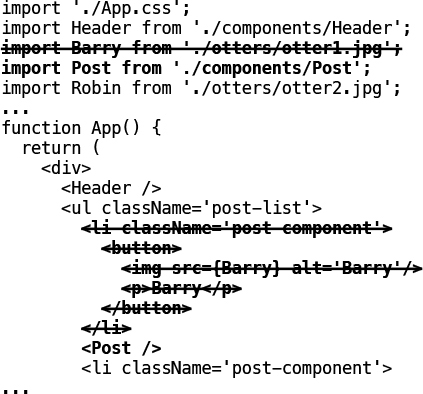 import './App.css';
import Header from './components/Header';
import Barry from './otters/otter1.jpg';
import Post from './components/Post';
import Robin from './otters/otter2.jpg';
...
function App() {
return (
<div>
<Header />
<ul className='post-list'>
<li className='post-component'>
<button>
<img src={Barry} alt='Barry'/>
<p>Barry</p>
</button>
</li>
<Post />
<li className='post-component'>
...